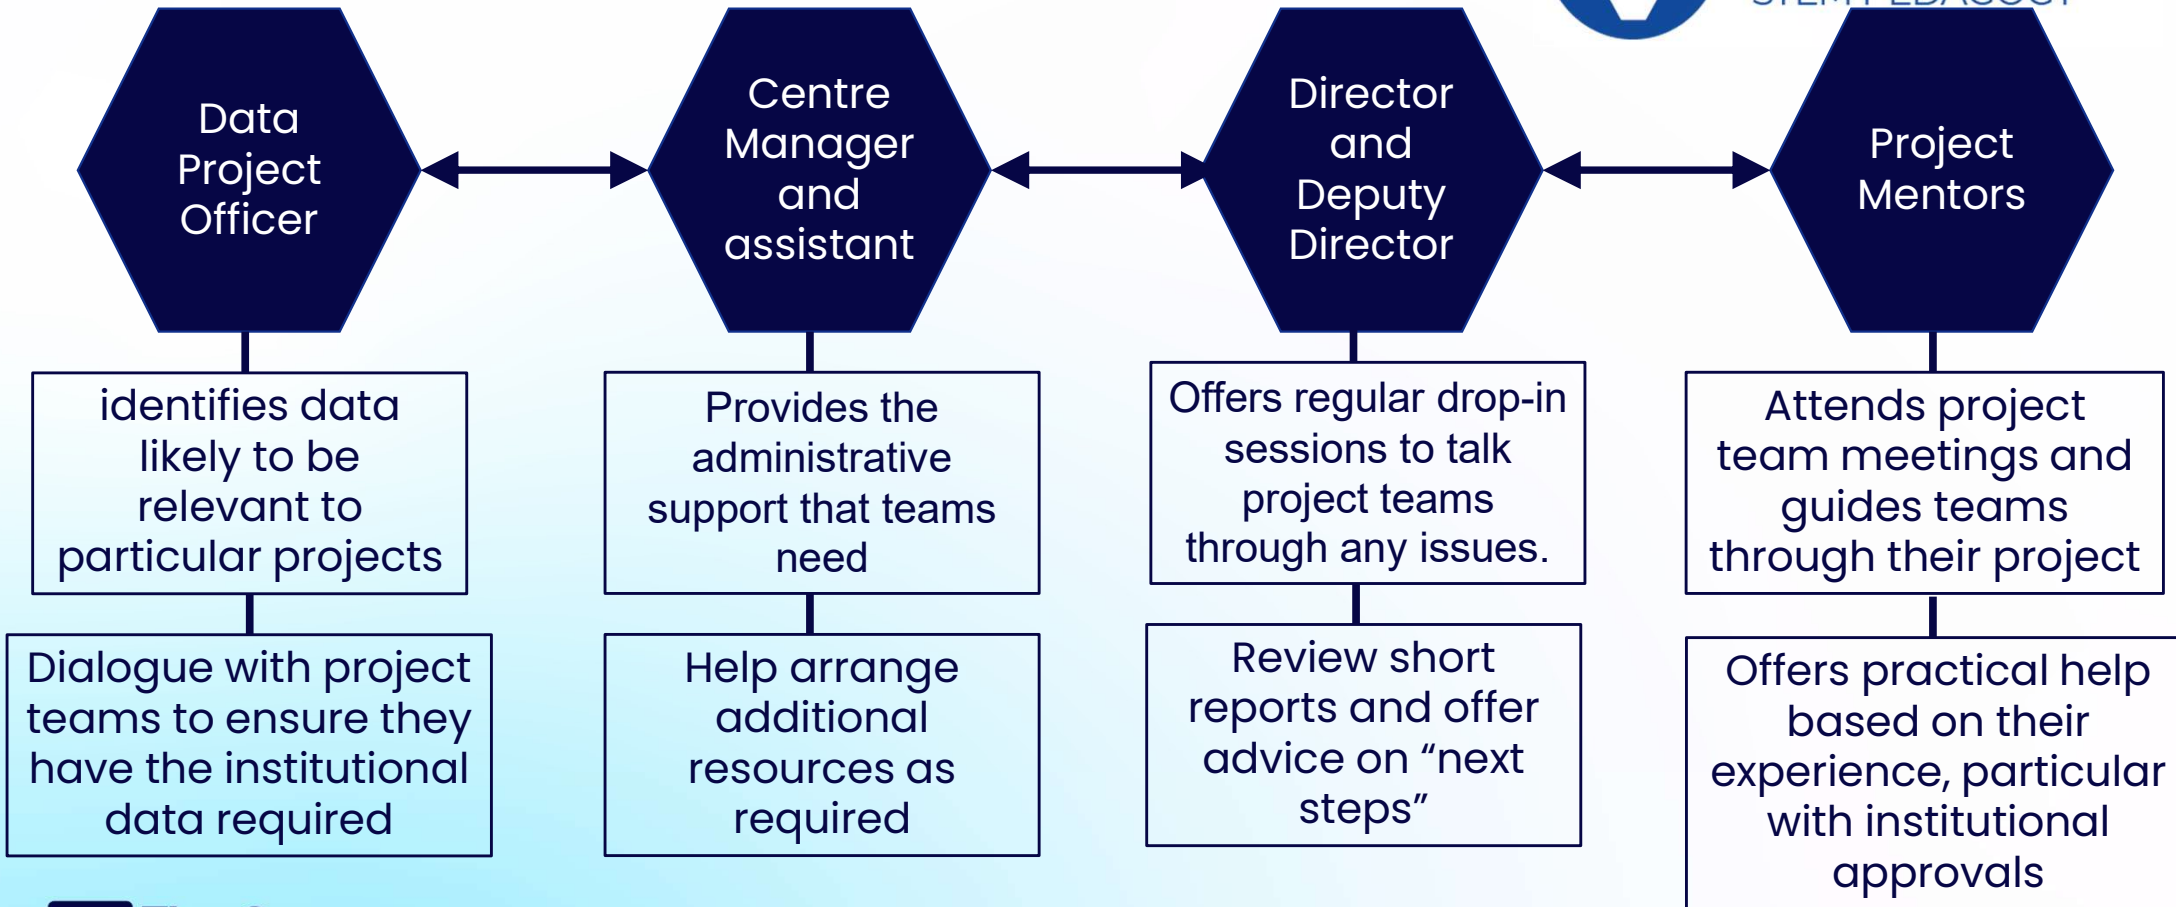 STEM PEDAGOGY
Data
Project
Officer
Centre
Manager
and
assistant
Director
and
Deputy
Director
Project
Mentors
identifies data
likely to be
relevant to
particular projects
Provides the
administrative
support that teams
need
Offers regular drop-in
sessions to talk
project teams
through any issues.
Attends project
team meetings and
guides teams
through their project
Dialogue with project
teams to ensure they
have the institutional
data required
Help arrange
additional
resources as
required
Review short
reports and offer
advice on “next
steps”
Offers practical help
based on their
experience, particular
with institutional
approvals